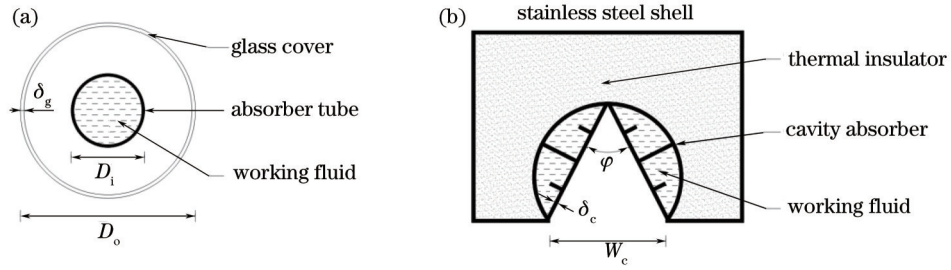 (a)
glass cover
δg
absorber tube
working fluid
Di
Do
(b)
stainless steel shell
thermal insulator
cavity absorber
φ
working fluid
δc
Wc